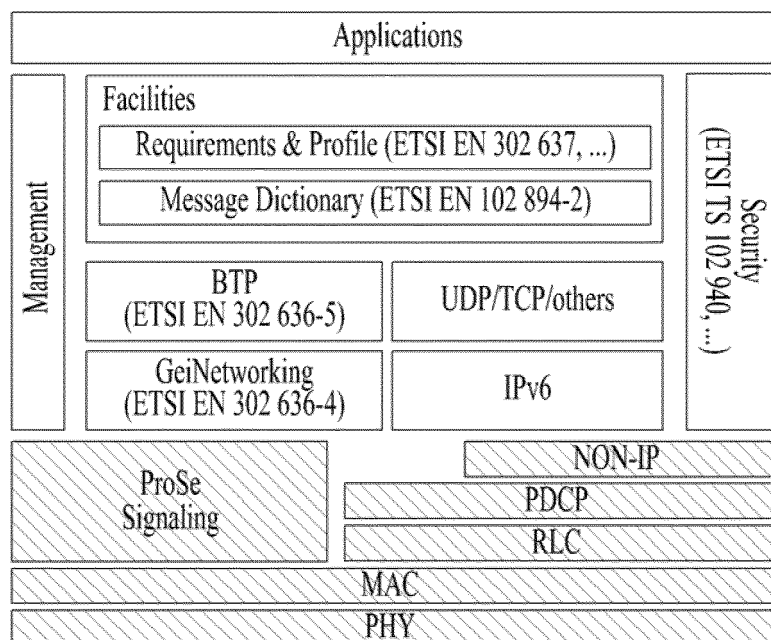 Applications
Management
Facilities
Requirements & Profile (ETSI EN 302 637, ...)
Message Dictionary (ETSI EN 102 894-2)
BTP
(ETSI EN 302 636-5)
UDP/TCP/others
GeiNetworking
(ETSI EN 302 636-4)
IPv6
Security
(ETSI TS 102 940, ...)
ProSe
Signaling
NON-IP
PDCP
RLC
MAC
PHY